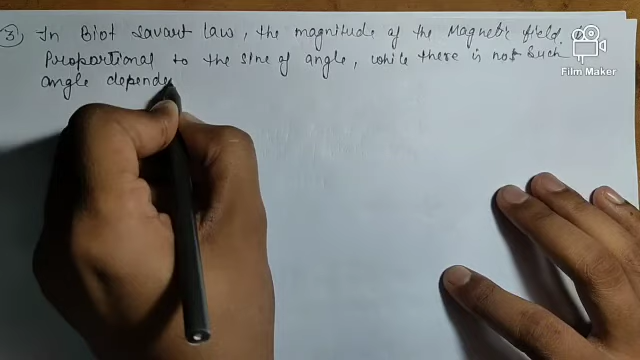 3 In Biot Savart law, the magnitude of the Magnetic field
Proportional to the sine of angle, while there is not such
angle depende
Film Maker